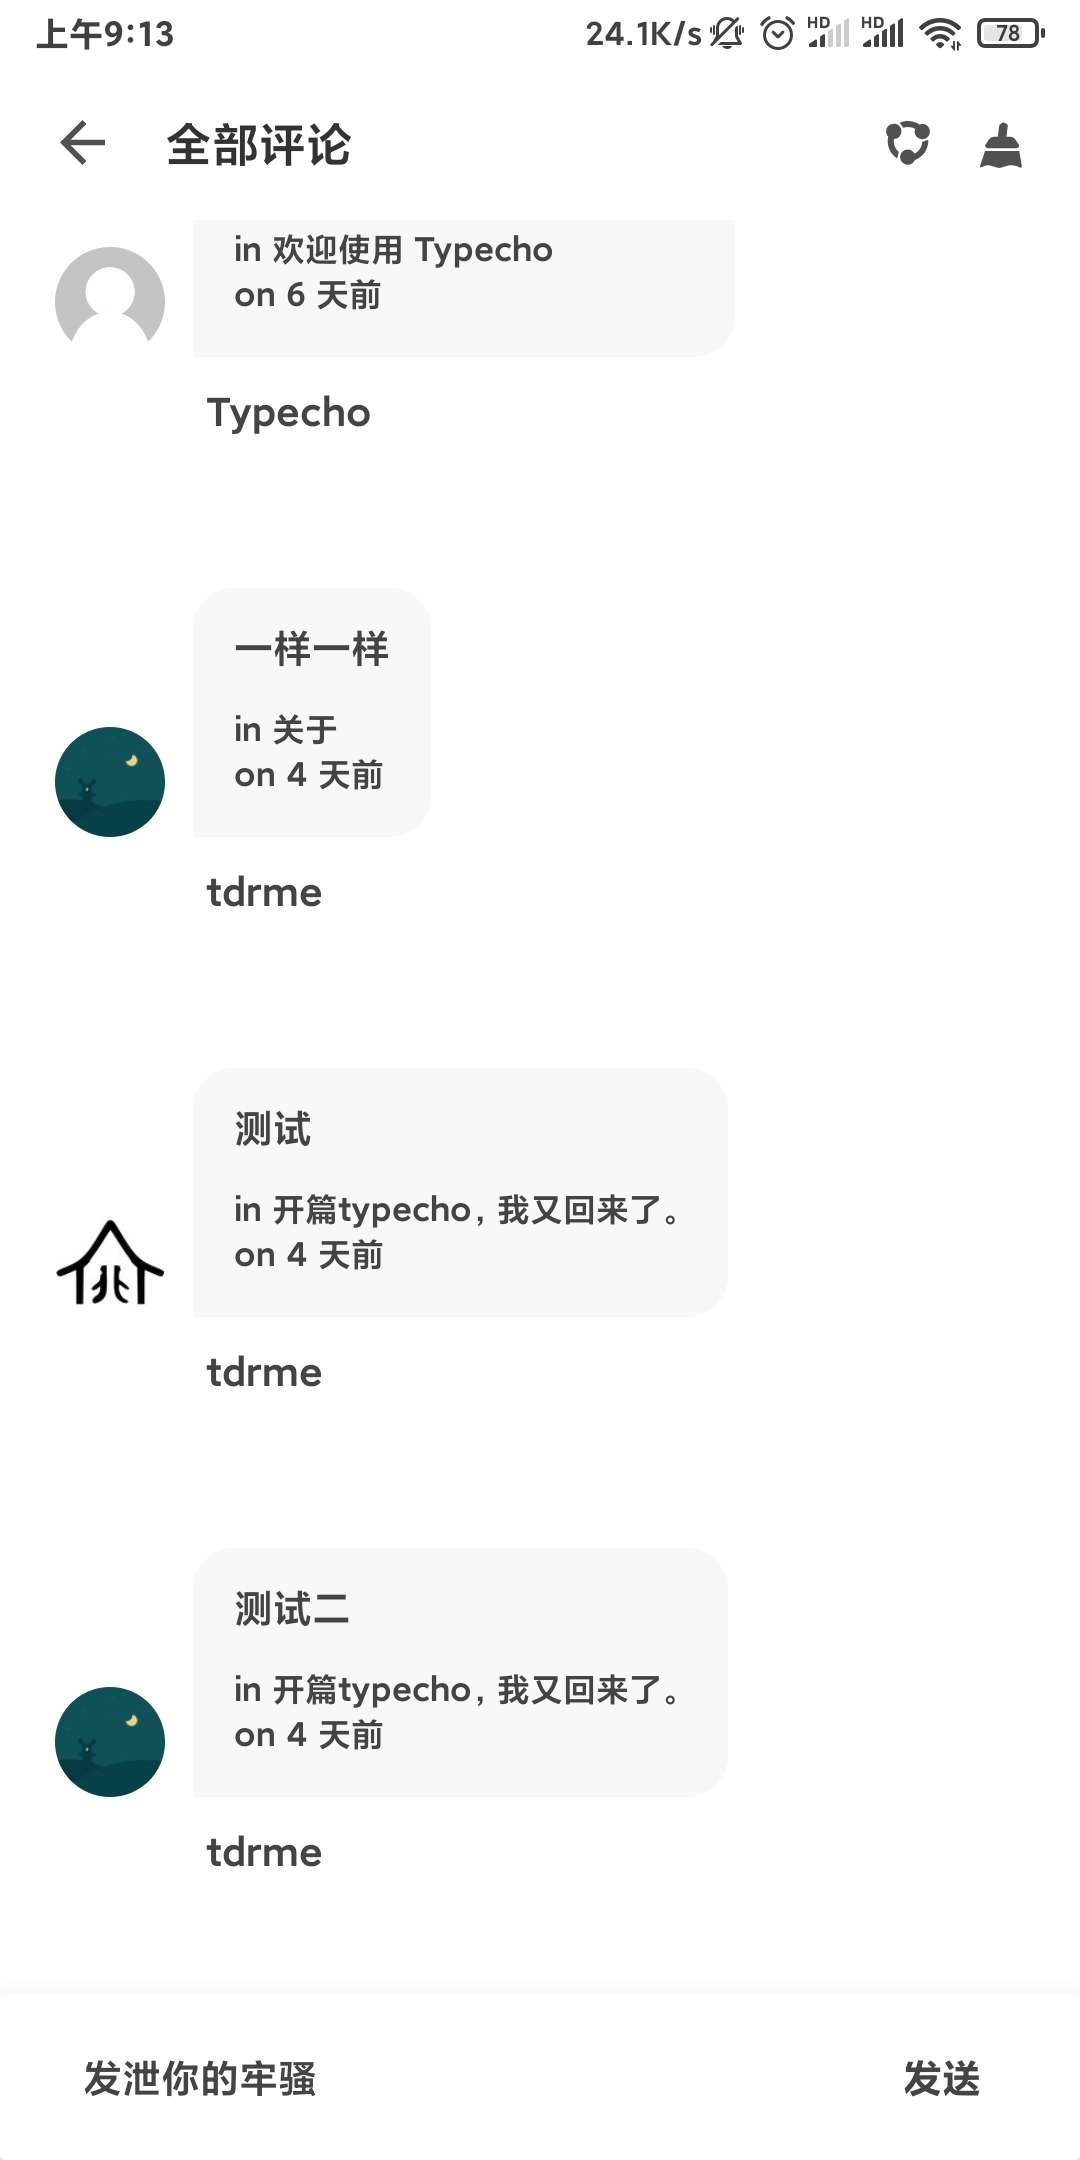 上午9:13
24.1K/s HD HD 78
全部评论
in 欢迎使用 Typecho
on 6 天前
Typecho
一样一样
in 关于
on 4 天前
tdrme
测试
in 开篇typecho，我又回来了。
on 4 天前
tdrme
测试二
in 开篇typecho，我又回来了。
on 4 天前
tdrme
发泄你的牢骚
发送